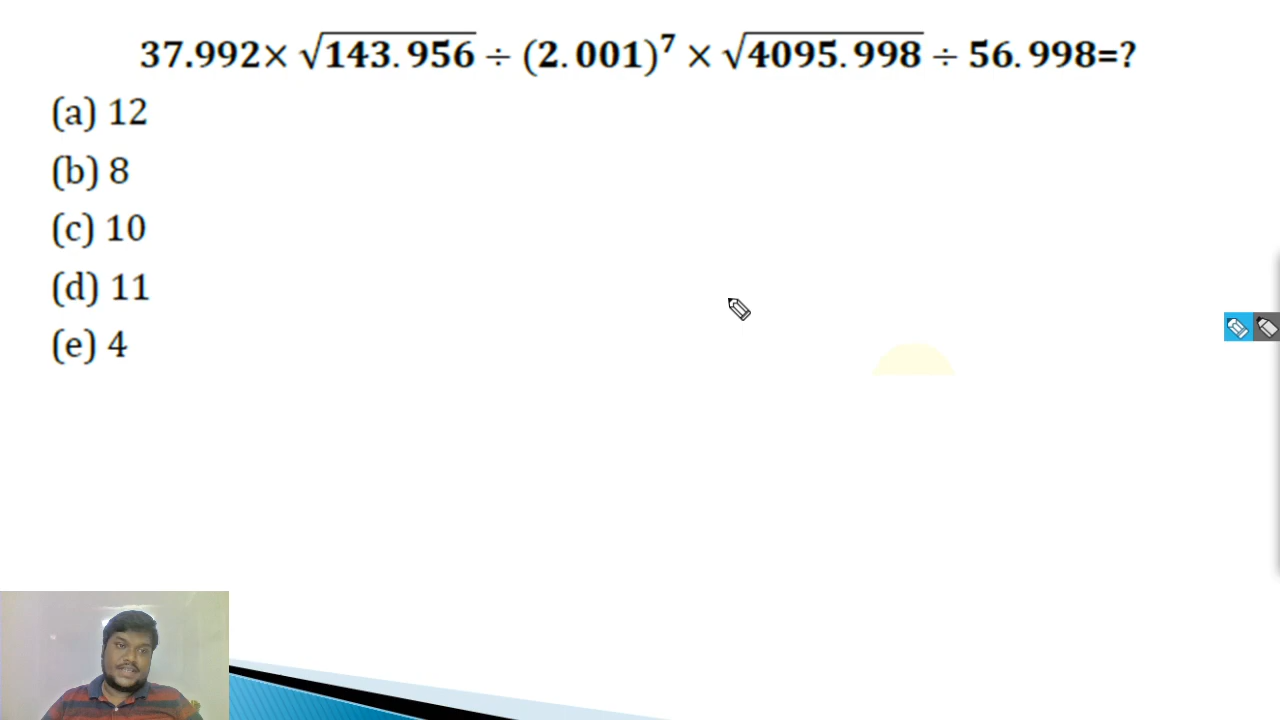 37.992× √143.956 ÷ (2.001)⁷ × √4095.998 ÷ 56.998=?
(a) 12
(b) 8
(c) 10
(d) 11
(e) 4